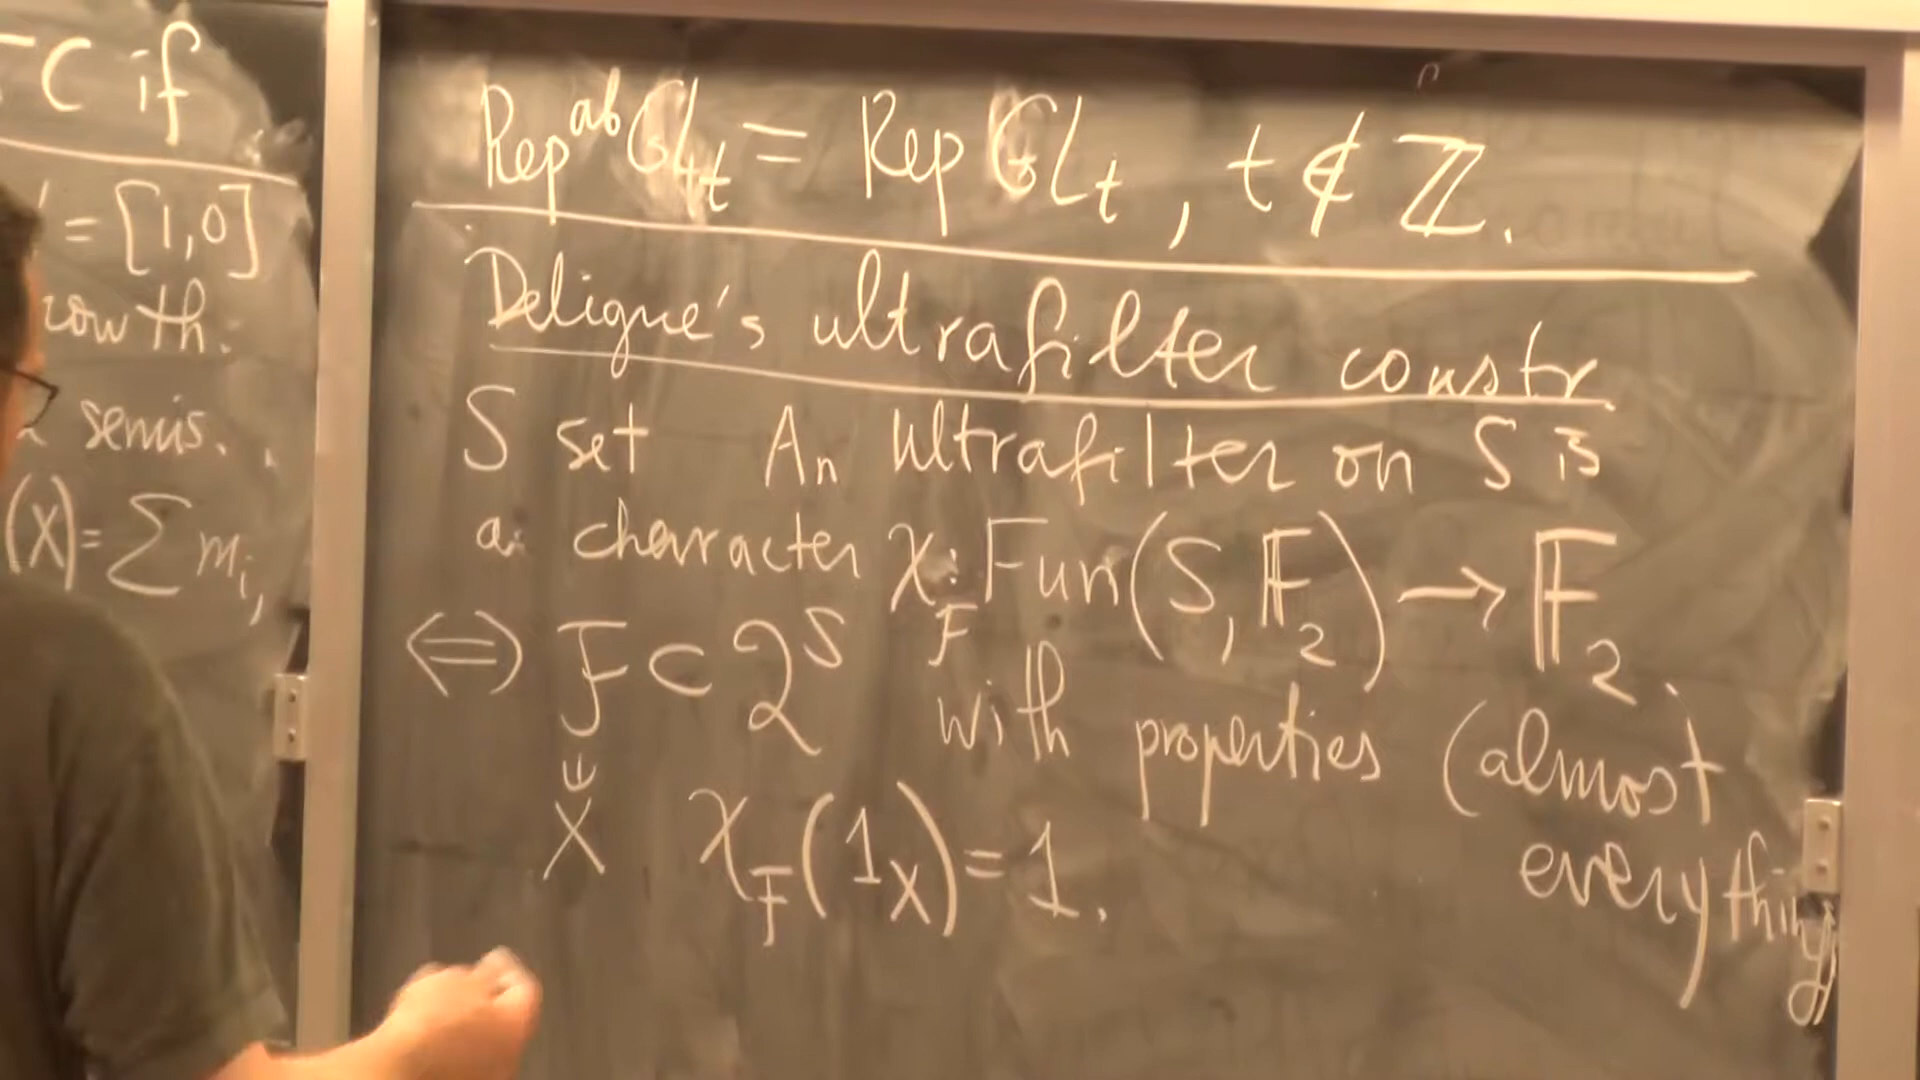 ⊂ if
' = [1,0]
semis.
(X) = ∑ m_i,
Rep^{ab} GL_t = Rep GL_t, t ∉ ℤ.
Deligne's ultrafilter constr.
S set An ultrafilter on S is
a character χ_F: Fun(S, 𝔽_2) → 𝔽_2.
⟺ F ⊂ 2^S with properties (almost
everything)
∪
X χ_F(1_X) = 1.